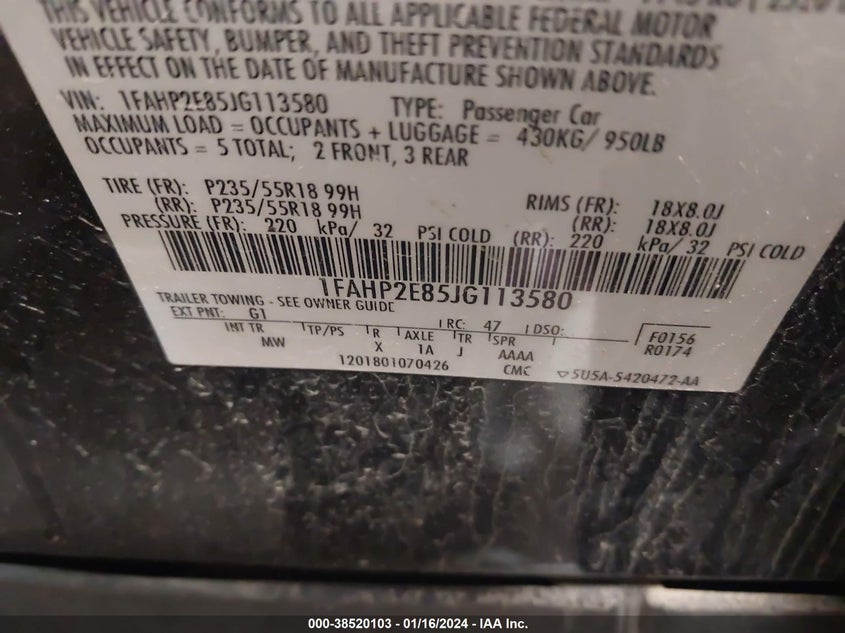 THIS VEHICLE CONFORMS TO ALL APPLICABLE FEDERAL MOTOR
VEHICLE SAFETY, BUMPER, AND THEFT PREVENTION STANDARDS
IN EFFECT ON THE DATE OF MANUFACTURE SHOWN ABOVE.
VIN: 1FAHP2E85JG113580 TYPE: Passenger Car
MAXIMUM LOAD = OCCUPANTS + LUGGAGE = 430KG/ 950LB
OCCUPANTS = 5 TOTAL; 2 FRONT, 3 REAR
TIRE (FR): P235/55R18 99H RIMS (FR): 18X8.0J
(RR): P235/55R18 99H (RR): 18X8.0J
PRESSURE (FR): 220 kPa/ 32 PSI COLD (RR): 220 kPa/ 32 PSI COLD
1FAHP2E85JG113580
TRAILER TOWING - SEE OWNER GUIDE
EXT PNT: G1 RC: 47 DSO: F0156
INT TR TP/PS R AXLE TR SPR R0174
MW X 1A J AAAA
1201801070426 CMC 5U5A-5420472-AA
000-38520103 - 01/16/2024 - IAA Inc.